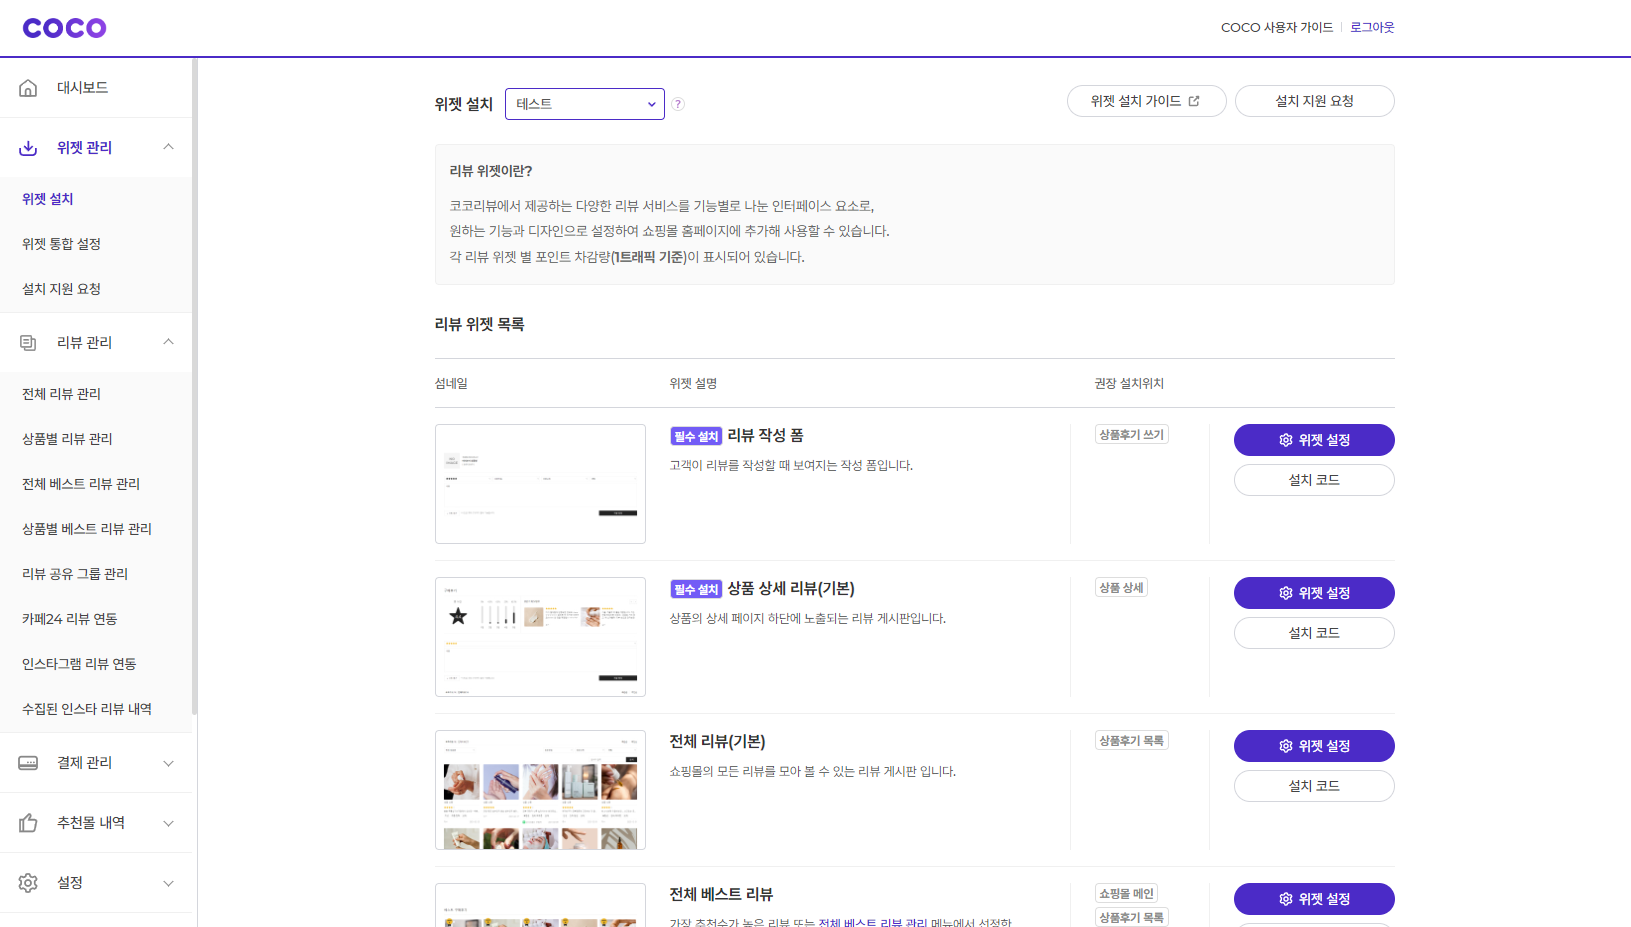 COCO
COCO 사용자 가이드
로그아웃
대시보드
위젯 관리
위젯 설치
위젯 통합 설정
설치 지원 요청
리뷰 관리
전체 리뷰 관리
상품별 리뷰 관리
전체 베스트 리뷰 관리
상품별 베스트 리뷰 관리
리뷰 공유 그룹 관리
카페24 리뷰 연동
인스타그램 리뷰 연동
수집된 인스타 리뷰 내역
결제 관리
추천몰 내역
설정
위젯 설치
테스트
?
위젯 설치 가이드
설치 지원 요청
리뷰 위젯이란?
코코리뷰에서 제공하는 다양한 리뷰 서비스를 기능별로 나눈 인터페이스 요소로,
원하는 기능과 디자인으로 설정하여 쇼핑몰 홈페이지에 추가해 사용할 수 있습니다.
각 리뷰 위젯 별 포인트 차감량(1트래픽 기준)이 표시되어 있습니다.
리뷰 위젯 목록
섬네일
위젯 설명
권장 설치위치
필수 설치 리뷰 작성 폼
고객이 리뷰를 작성할 때 보여지는 작성 폼입니다.
상품후기 쓰기
위젯 설정
설치 코드
필수 설치 상품 상세 리뷰(기본)
상품의 상세 페이지 하단에 노출되는 리뷰 게시판입니다.
상품 상세
위젯 설정
설치 코드
전체 리뷰(기본)
쇼핑몰의 모든 리뷰를 모아 볼 수 있는 리뷰 게시판 입니다.
상품후기 목록
위젯 설정
설치 코드
전체 베스트 리뷰
가장 추천수가 높은 리뷰 또는 전체 베스트 리뷰 관리 메뉴에서 선정한
쇼핑몰 메인
상품후기 목록
위젯 설정